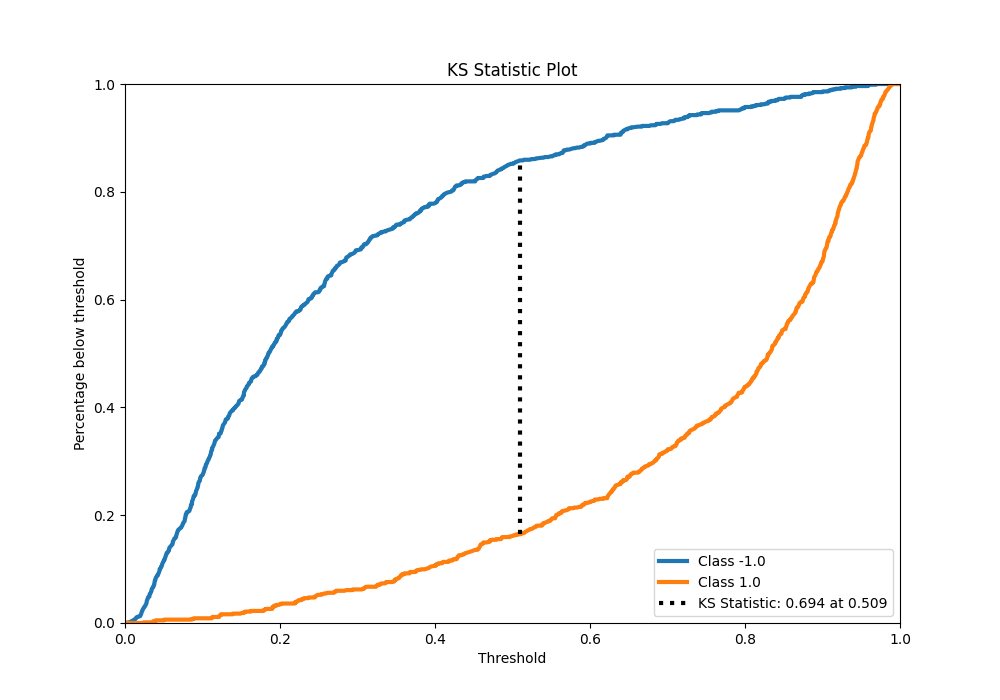 KS Statistic Plot
1.0
0.8
0.6
0.4
0.2
0.0
Percentage below threshold
0.0 0.2 0.4 0.6 0.8 1.0
Threshold
Class -1.0
Class 1.0
KS Statistic: 0.694 at 0.509